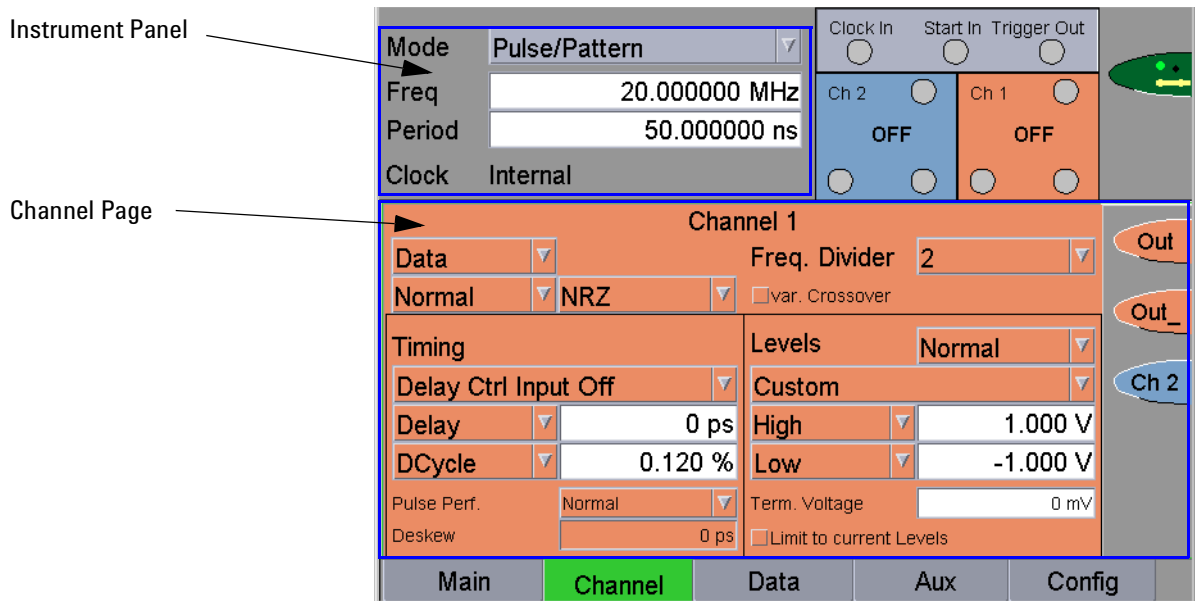 Instrument Panel
Mode Pulse/Pattern
Freq 20.000000 MHz
Period 50.000000 ns
Clock Internal
Clock In Start In Trigger Out
Ch 2 Ch 1
OFF OFF
Channel Page
Channel 1
Data Freq. Divider 2
Normal NRZ var. Crossover
Timing Levels Normal
Delay Ctrl Input Off Custom
Delay 0 ps High 1.000 V
DCycle 0.120 % Low -1.000 V
Pulse Perf. Normal Term. Voltage 0 mV
Deskew 0 ps Limit to current Levels
Out
Out_
Ch 2
Main Channel Data Aux Config